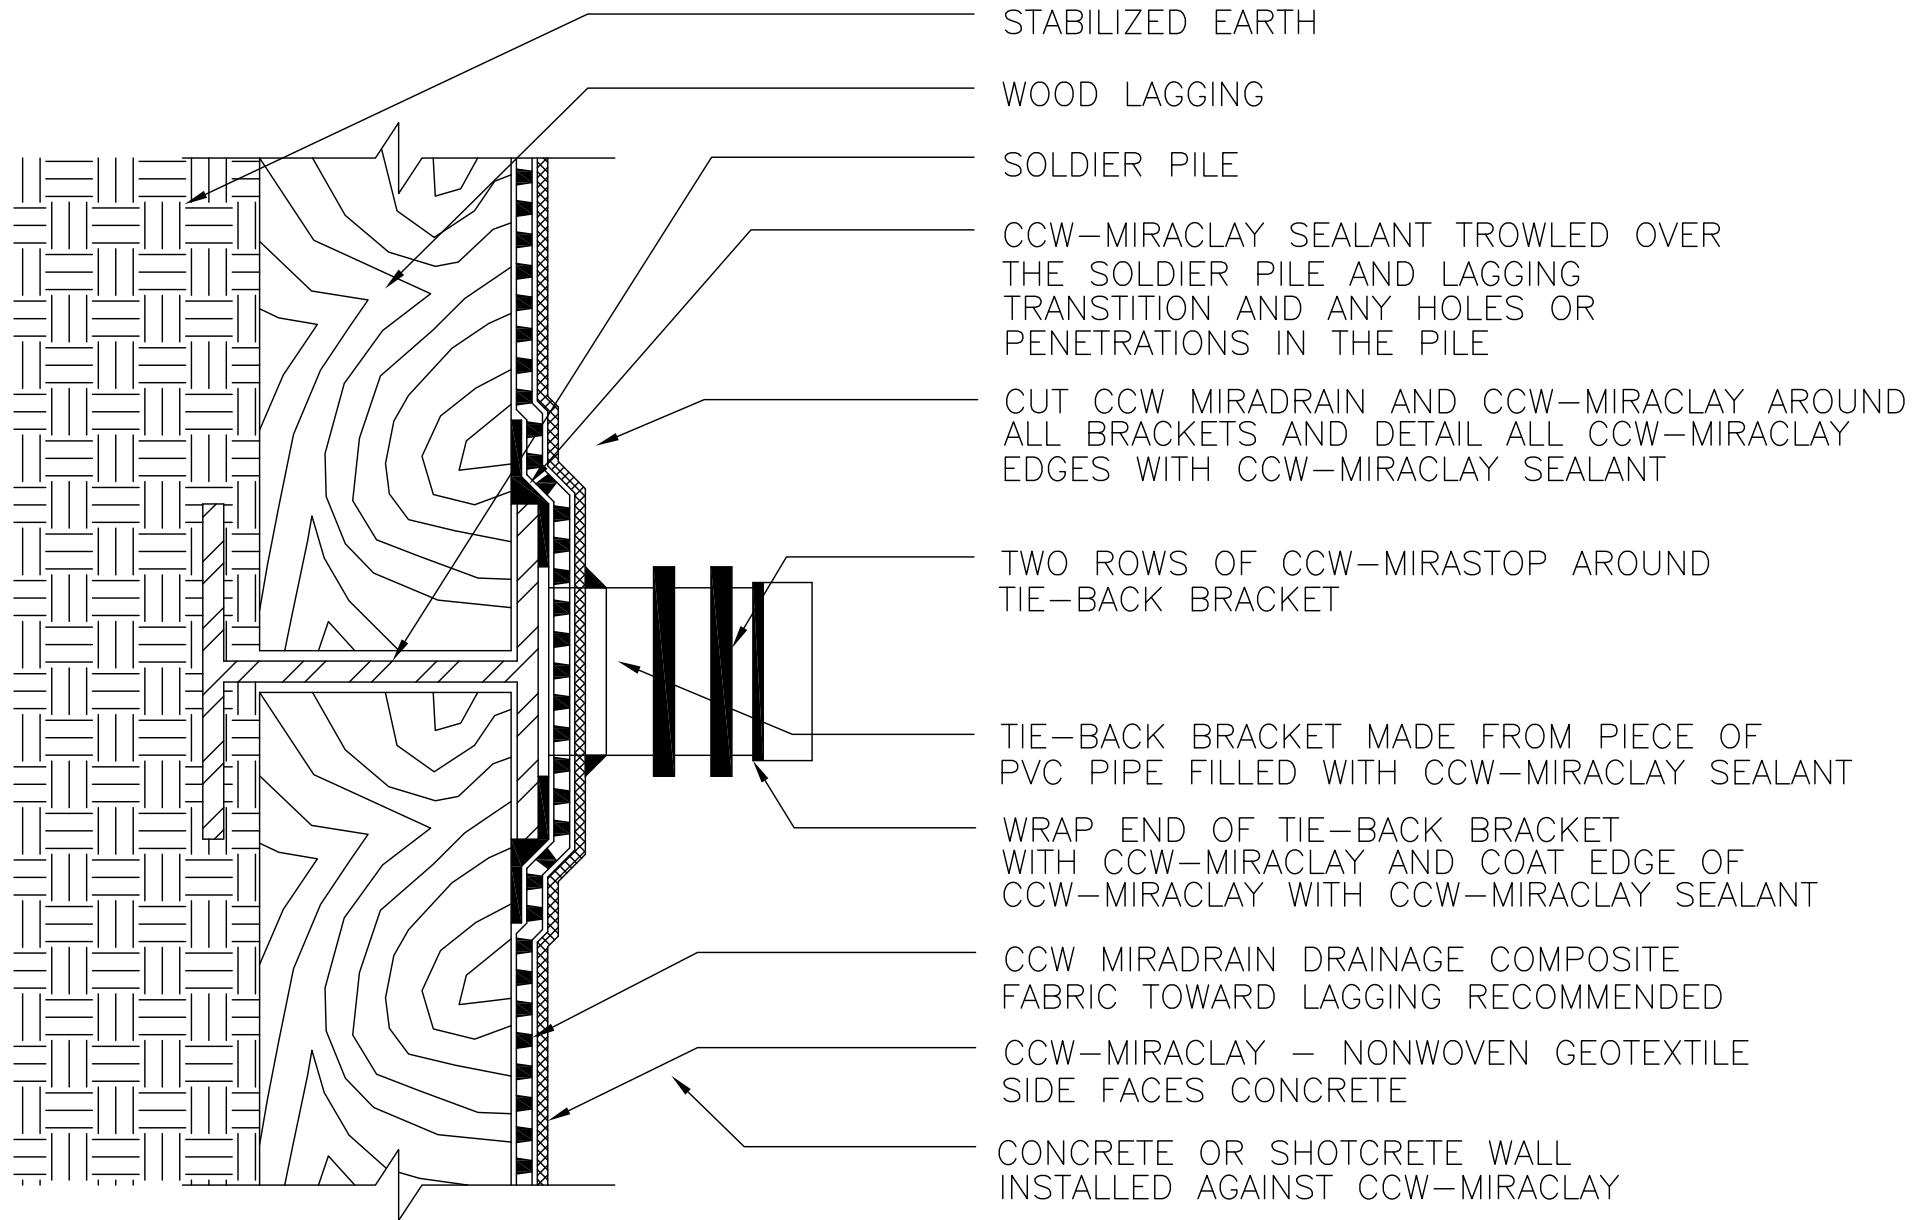 STABILIZED EARTH
WOOD LAGGING
SOLDIER PILE
CCW-MIRACLAY SEALANT TROWLED OVER
THE SOLDIER PILE AND LAGGING
TRANSTITION AND ANY HOLES OR
PENETRATIONS IN THE PILE
CUT CCW MIRADRAIN AND CCW-MIRACLAY AROUND
ALL BRACKETS AND DETAIL ALL CCW-MIRACLAY
EDGES WITH CCW-MIRACLAY SEALANT
TWO ROWS OF CCW-MIRASTOP AROUND
TIE-BACK BRACKET
TIE-BACK BRACKET MADE FROM PIECE OF
PVC PIPE FILLED WITH CCW-MIRACLAY SEALANT
WRAP END OF TIE-BACK BRACKET
WITH CCW-MIRACLAY AND COAT EDGE OF
CCW-MIRACLAY WITH CCW-MIRACLAY SEALANT
CCW MIRADRAIN DRAINAGE COMPOSITE
FABRIC TOWARD LAGGING RECOMMENDED
CCW-MIRACLAY - NONWOVEN GEOTEXTILE
SIDE FACES CONCRETE
CONCRETE OR SHOTCRETE WALL
INSTALLED AGAINST CCW-MIRACLAY